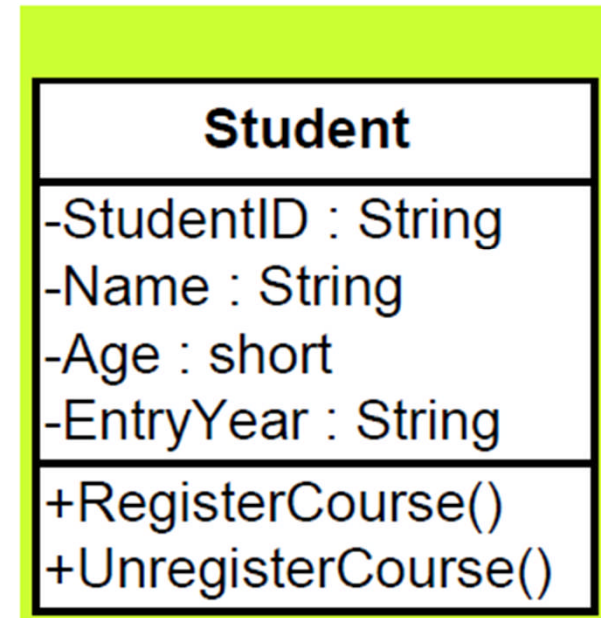 Student
-StudentID : String
-Name : String
-Age : short
-EntryYear : String
+RegisterCourse()
+UnregisterCourse()